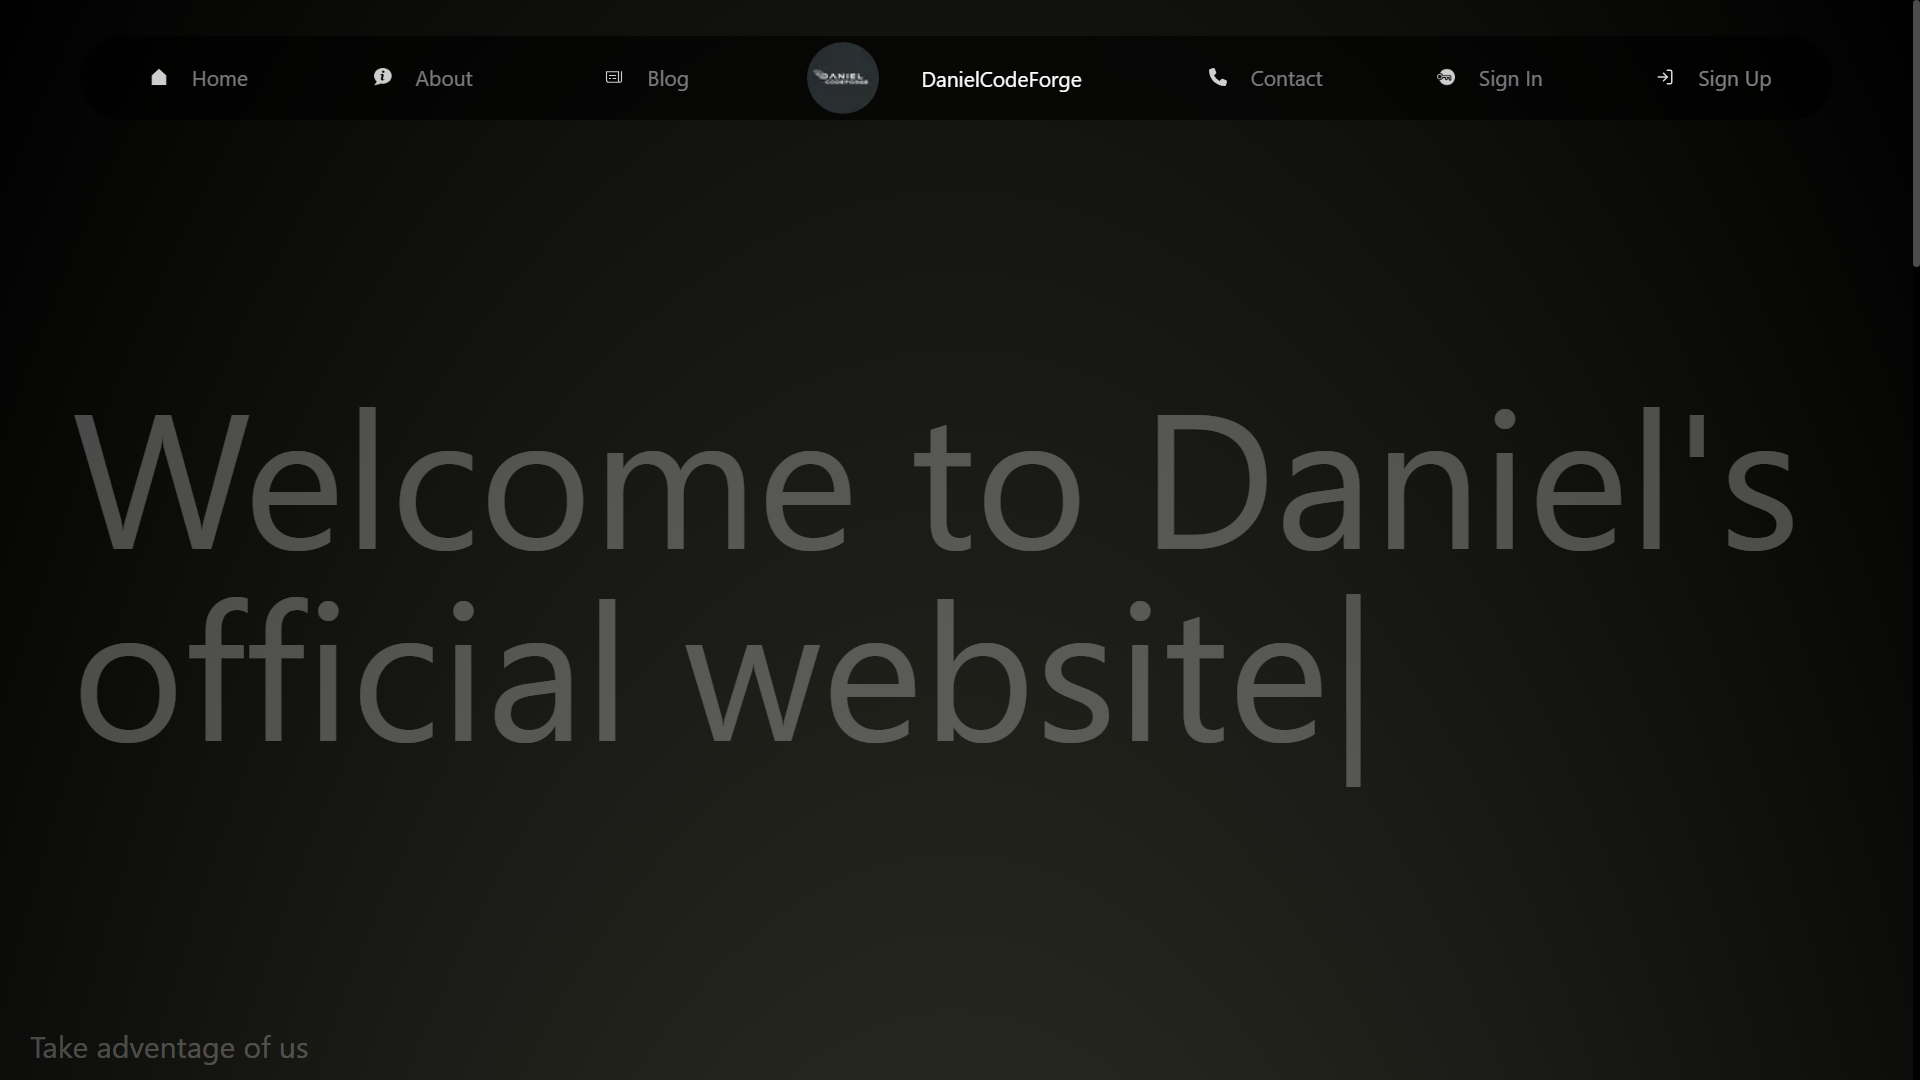 Home
About
Blog
DANIEL
CODEFORGE
DanielCodeForge
Contact
Sign In
Sign Up
Welcome to Daniel's
official website
Take adventage of us